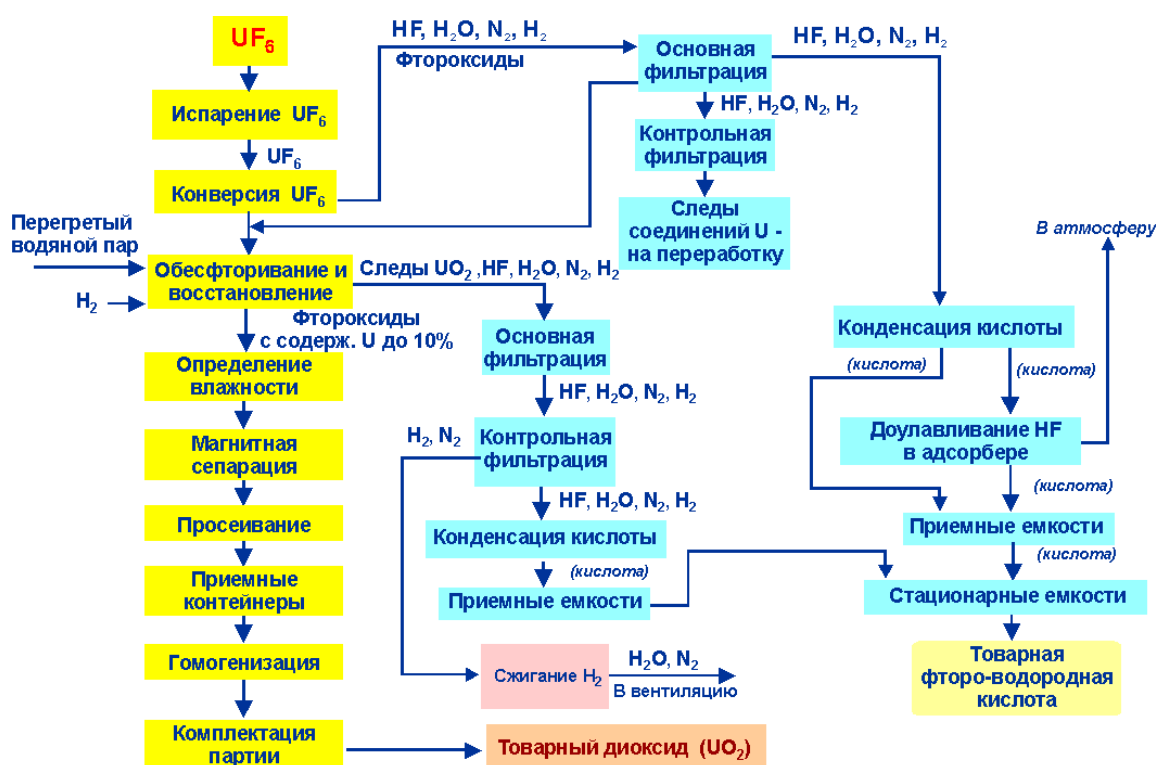 UF₆
HF, H₂O, N₂, H₂
Фтороксиды
Основная
фильтрация
HF, H₂O, N₂, H₂
Испарение UF₆
HF, H₂O, N₂, H₂
UF₆
Контрольная
фильтрация
Конверсия UF₆
Следы
соединений U -
на переработку
Перегретый
водяной пар
В атмосферу
Обесфторивание и
восстановление
Следы UO₂ ,HF, H₂O, N₂, H₂
H₂
Фтороксиды
с содерж. U до 10%
Основная
фильтрация
Конденсация кислоты
Определение
влажности
(кислота)
(кислота)
HF, H₂O, N₂, H₂
Магнитная
сепарация
H₂, N₂
Контрольная
фильтрация
Доулавливание HF
в адсорбере
(кислота)
HF, H₂O, N₂, H₂
Просеивание
Конденсация кислоты
Приемные емкости
(кислота)
(кислота)
Приемные
контейнеры
Приемные емкости
Стационарные емкости
Гомогенизация
Сжигание H₂
H₂O, N₂
В вентиляцию
Товарная
фторо-водородная
кислота
Комплектация
партии
Товарный диоксид (UO₂)